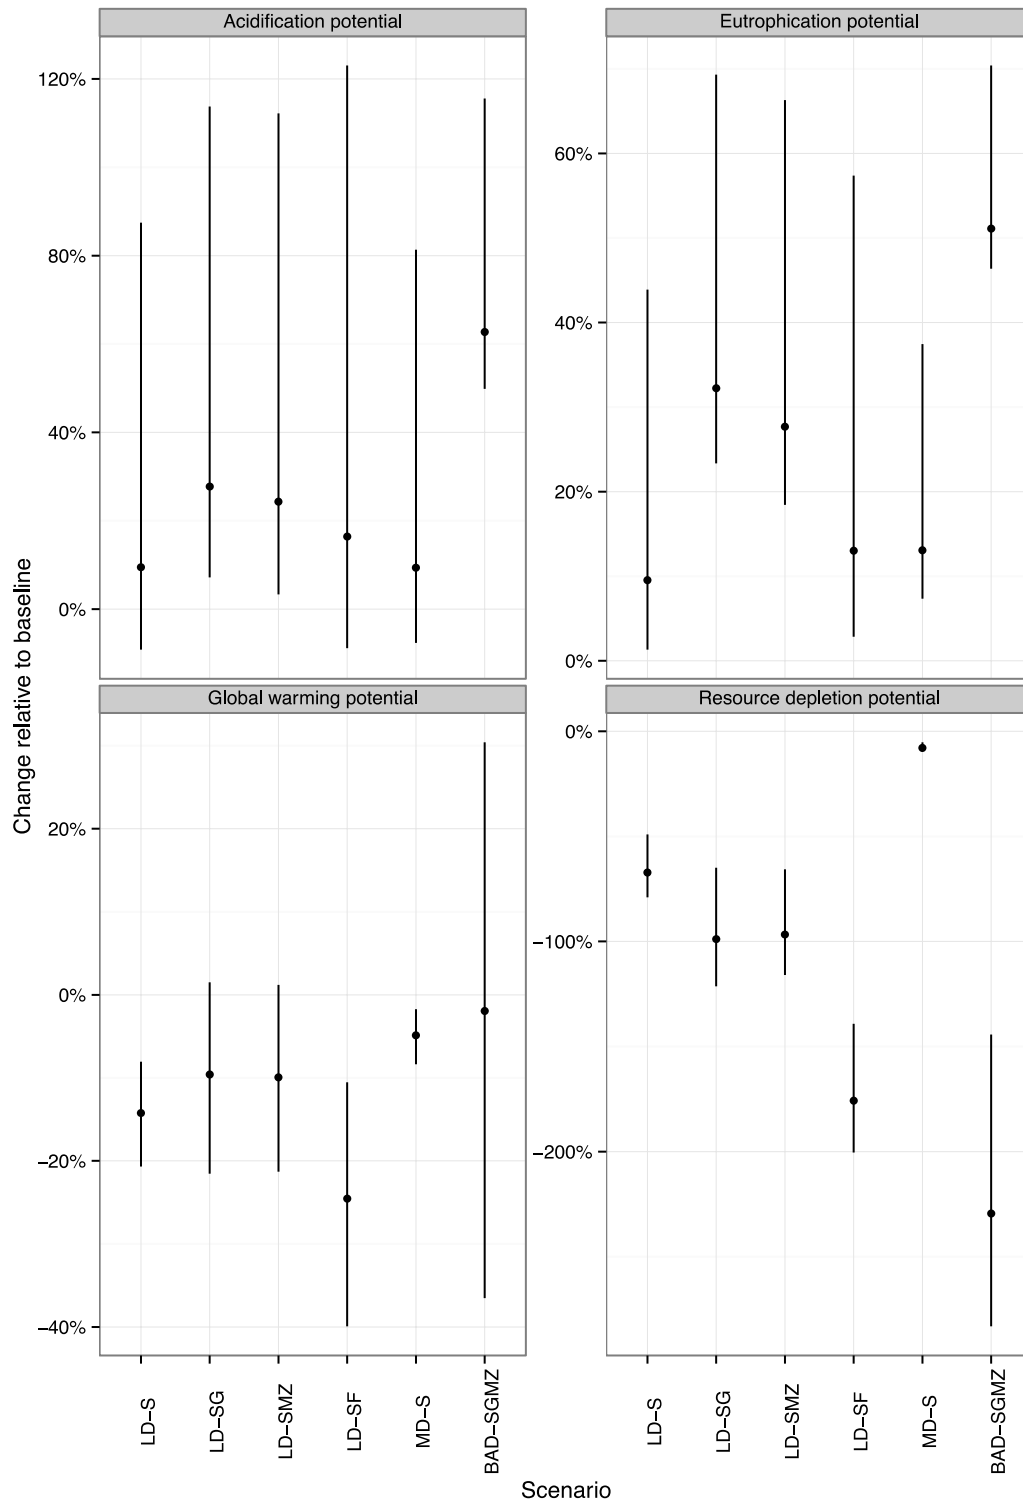 Acidification potential
120%
80%
40%
0%
Eutrophication potential
60%
40%
20%
0%
Change relative to baseline
Global warming potential
20%
0%
−20%
−40%
Resource depletion potential
0%
−100%
−200%
LD−S
LD−SG
LD−SMZ
LD−SF
MD−S
BAD−SGMZ
LD−S
LD−SG
LD−SMZ
LD−SF
MD−S
BAD−SGMZ
Scenario